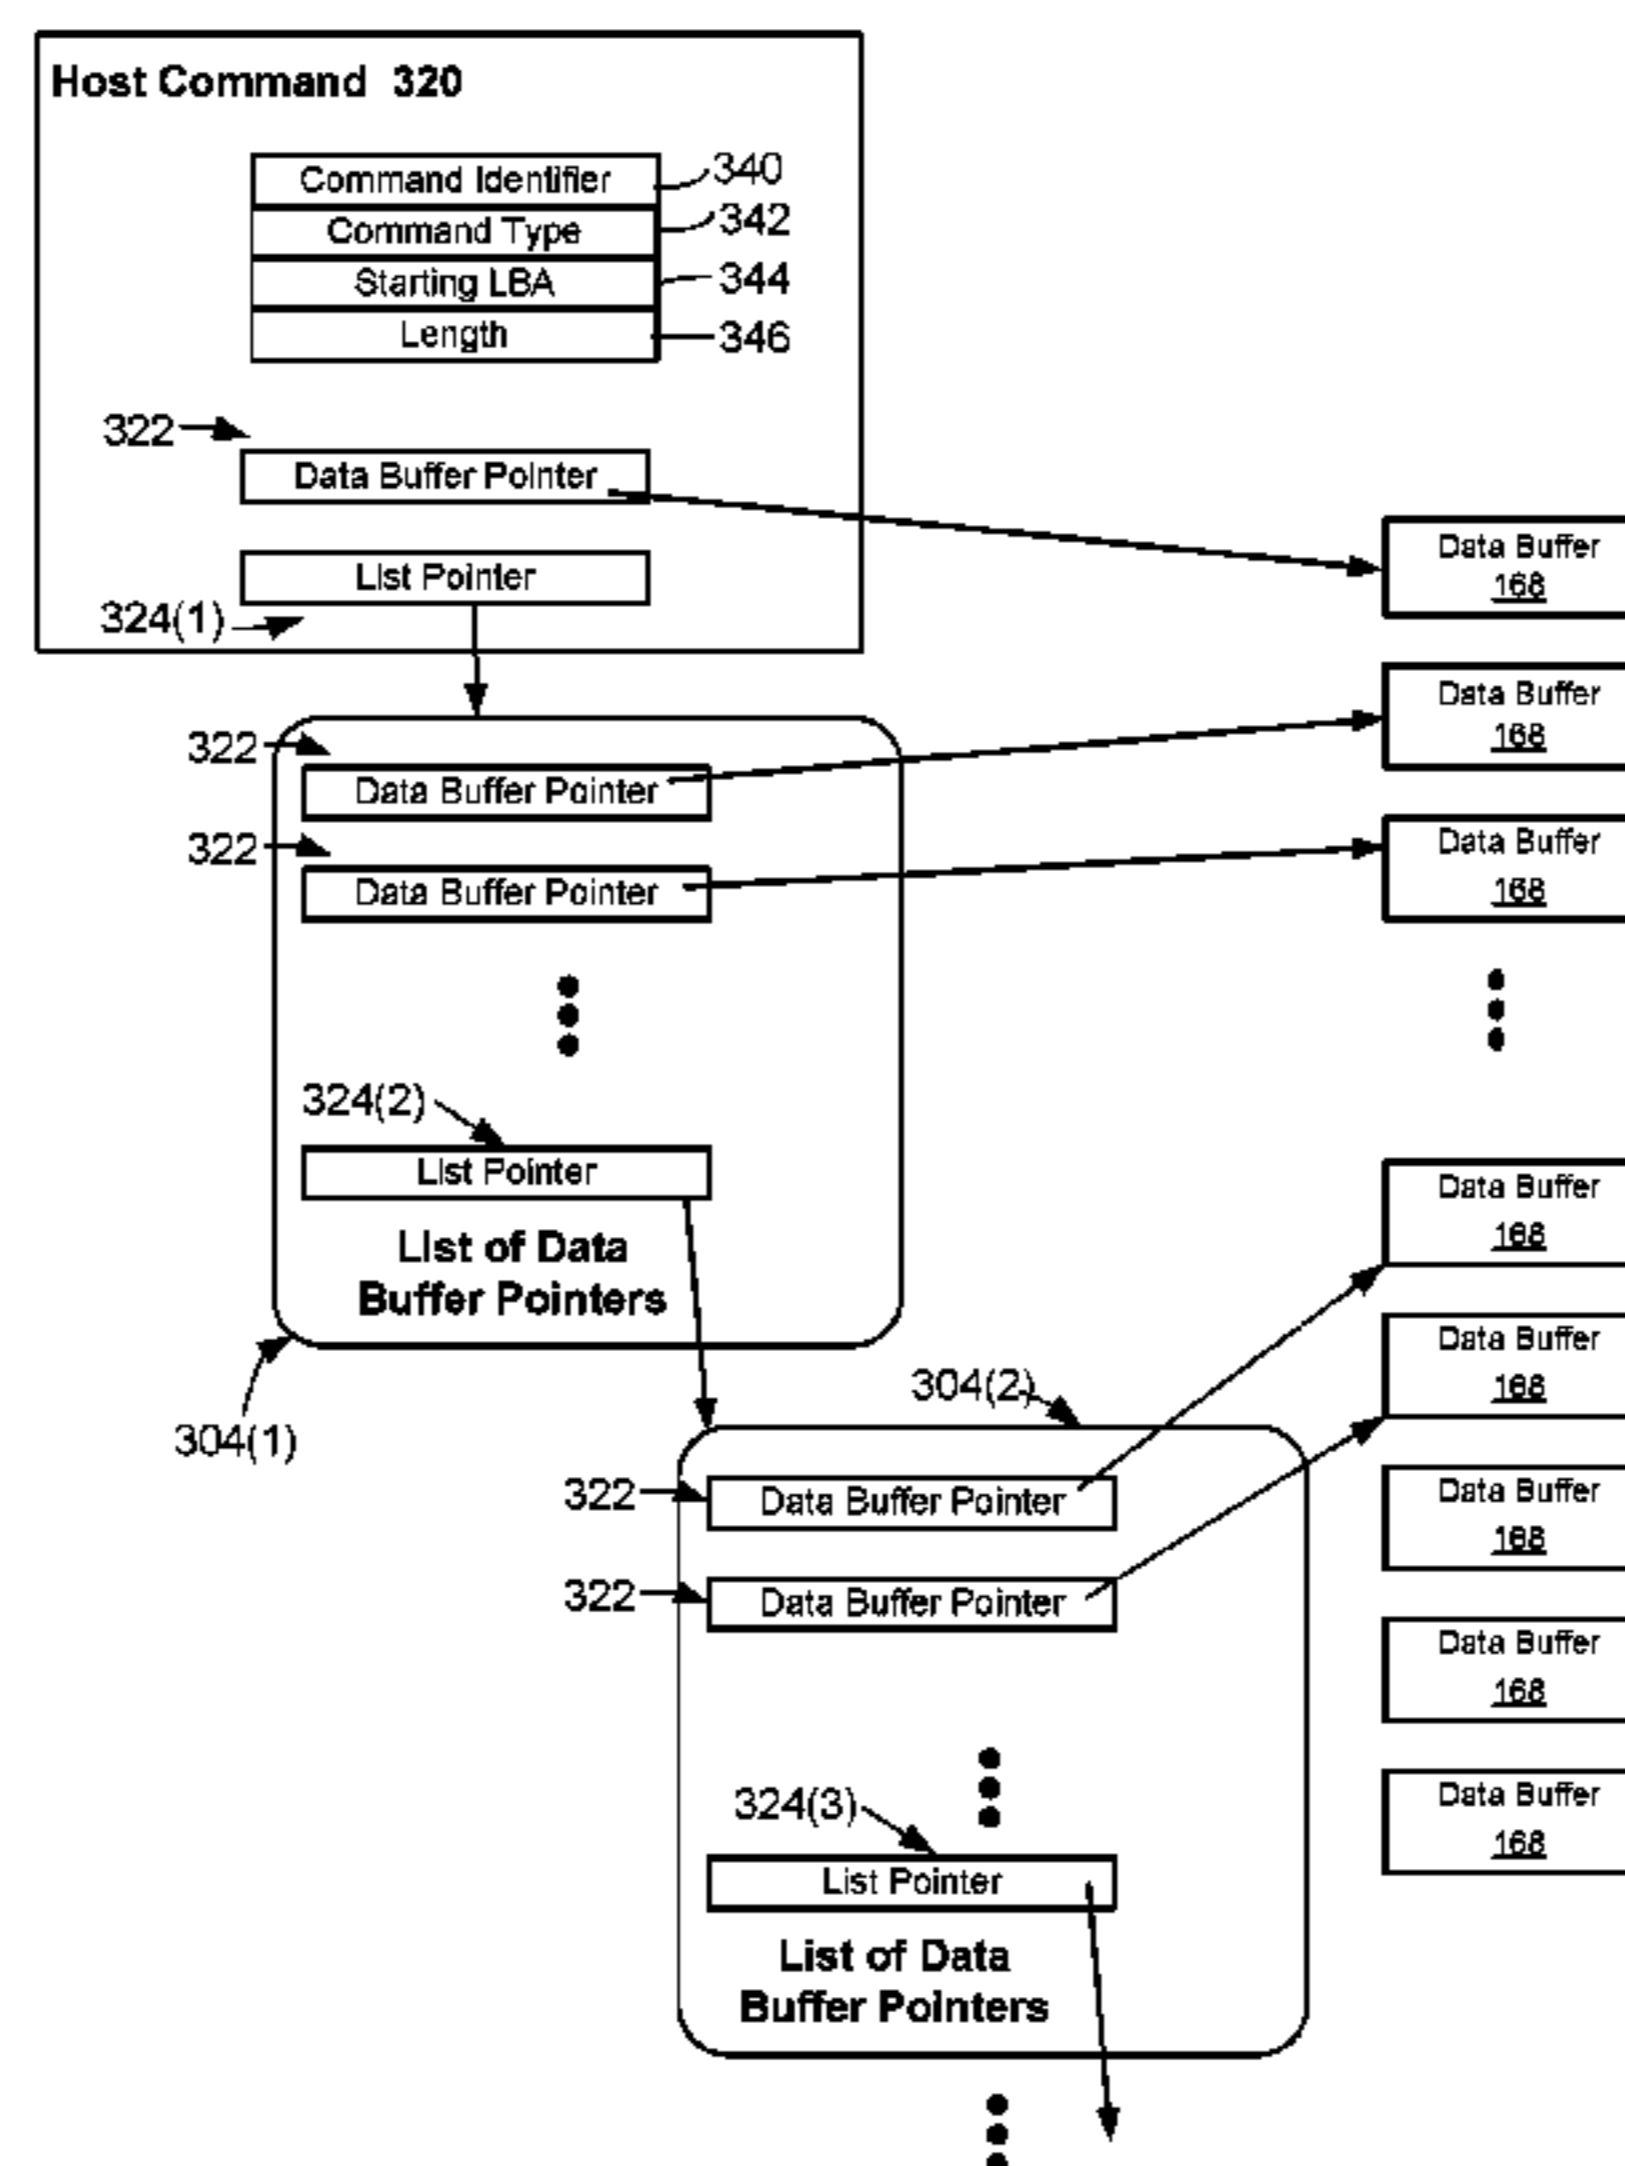 Host Command 320
Command Identifier 340
Command Type 342
Starting LBA 344
Length 346
322
Data Buffer Pointer
List Pointer
324(1)
Data Buffer
168
Data Buffer
168
Data Buffer
168
322
Data Buffer Pointer
322
Data Buffer Pointer
324(2)
List Pointer
List of Data
Buffer Pointers
304(1)
Data Buffer
168
Data Buffer
168
Data Buffer
168
Data Buffer
168
Data Buffer
168
304(2)
322
Data Buffer Pointer
322
Data Buffer Pointer
324(3)
List Pointer
List of Data
Buffer Pointers